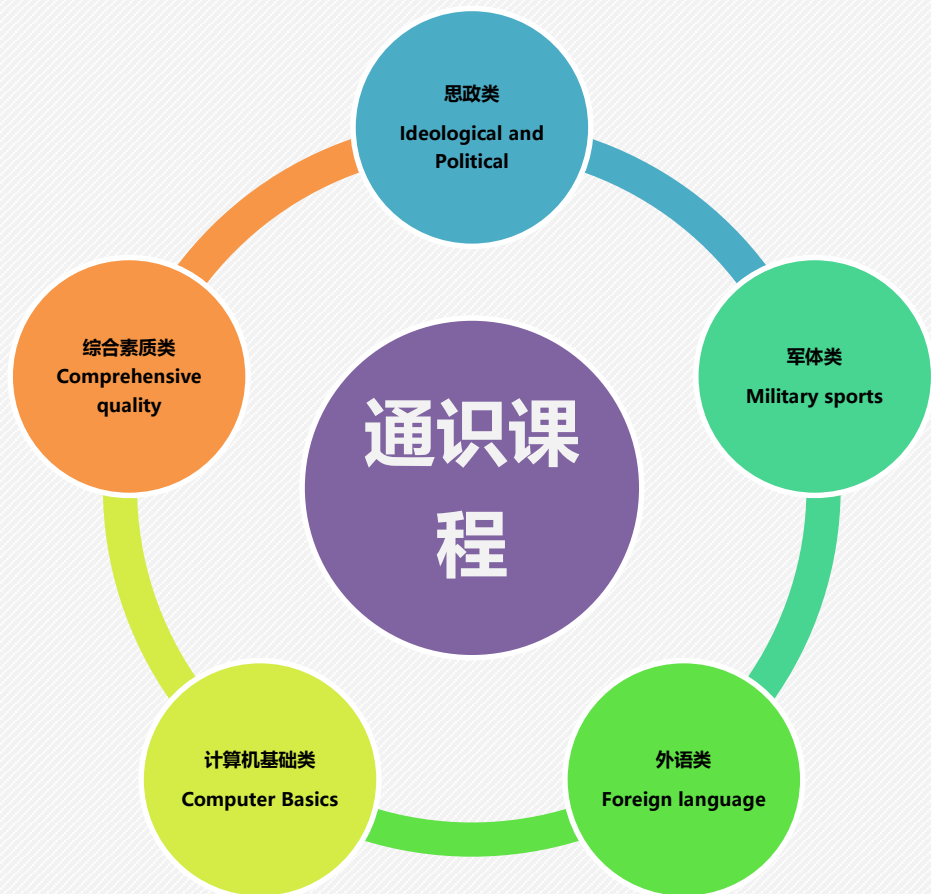 思政类
Ideological and
Political
综合素质类
Comprehensive
quality
军体类
Military sports
通识课
程
计算机基础类
Computer Basics
外语类
Foreign language